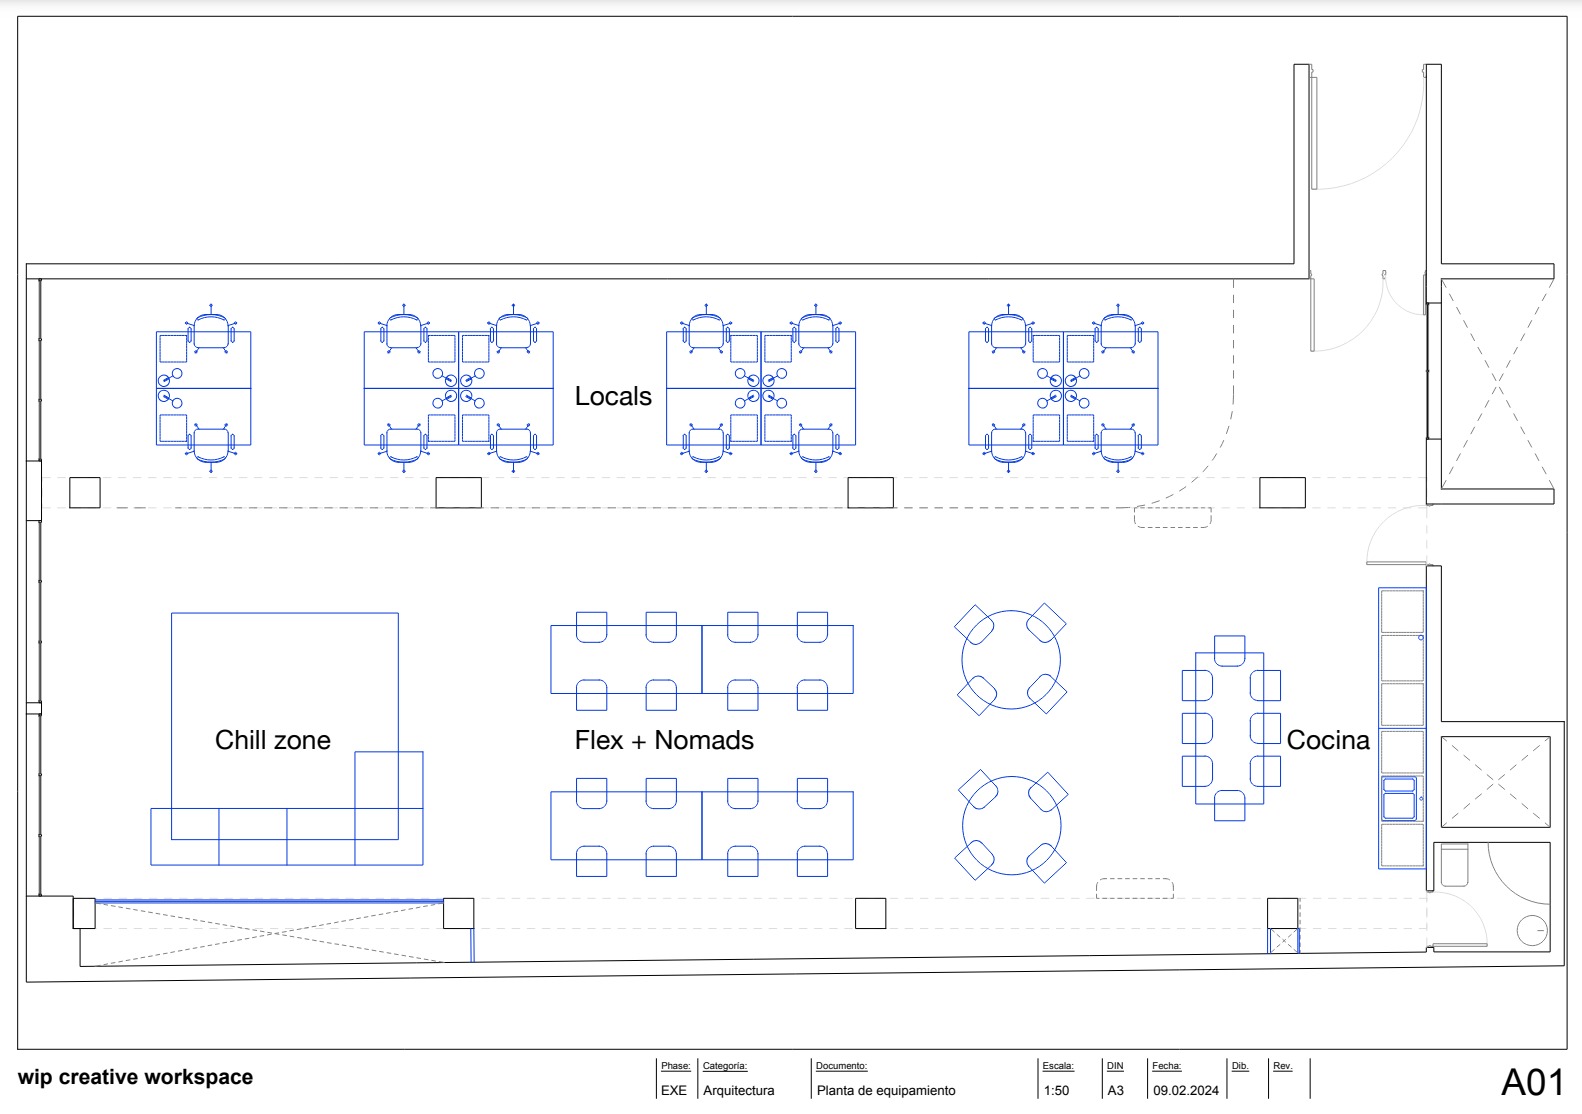 Locals
Chill zone
Flex + Nomads
Cocina
wip creative workspace
Phase:
EXE
Categoría:
Arquitectura
Documento:
Planta de equipamiento
Escala:
1:50
DIN
A3
Fecha:
09.02.2024
Dib.
Rev.
A01